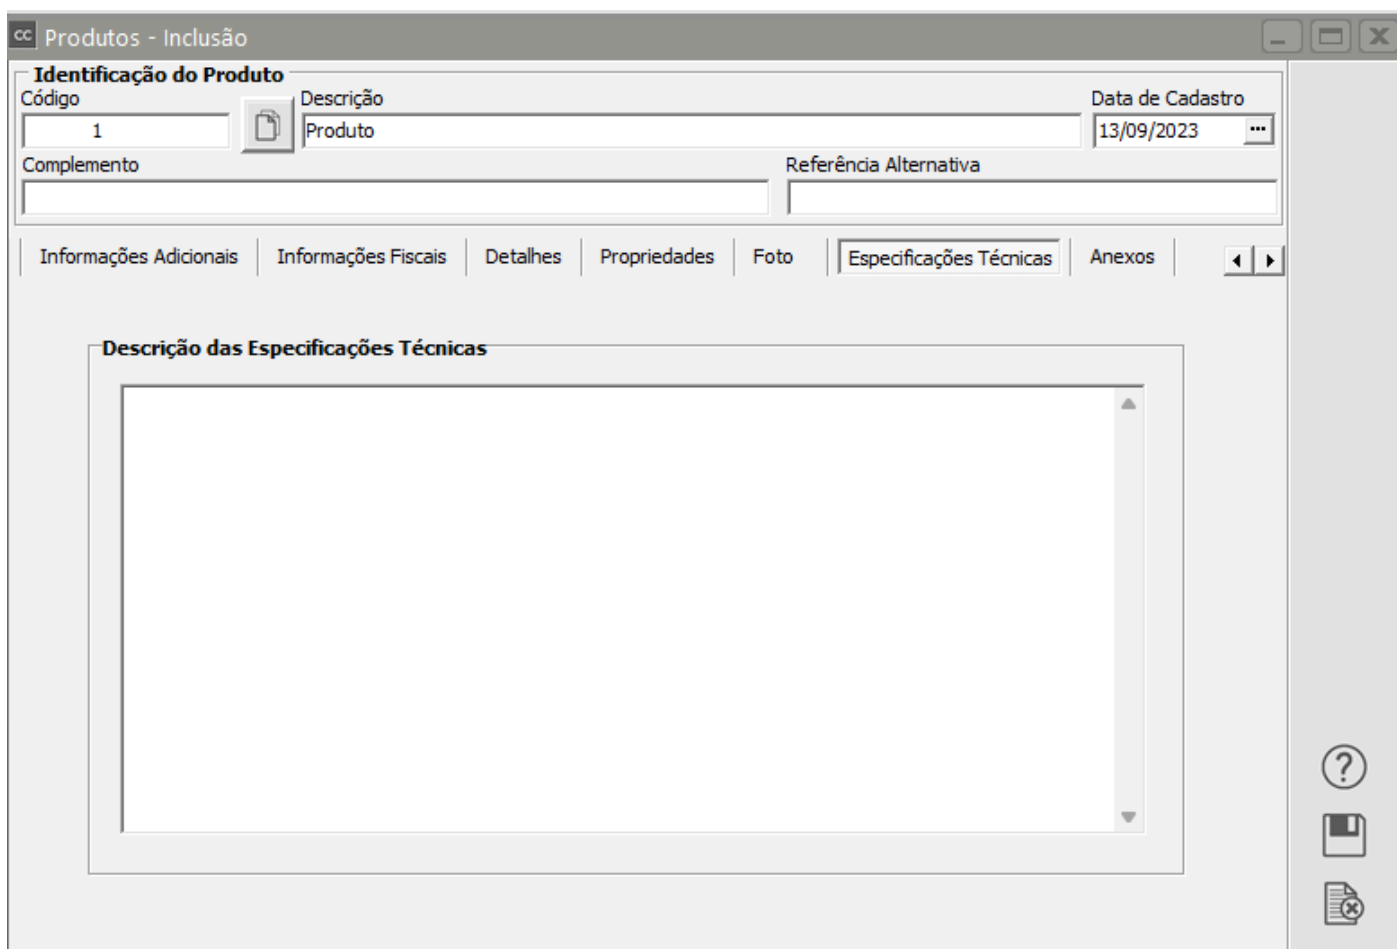 cc Produtos - Inclusão
Identificação do Produto
Código Descrição Data de Cadastro
1 Produto 13/09/2023 ...
Complemento Referência Alternativa
Informações Adicionais Informações Fiscais Detalhes Propriedades Foto Especificações Técnicas Anexos
Descrição das Especificações Técnicas
?